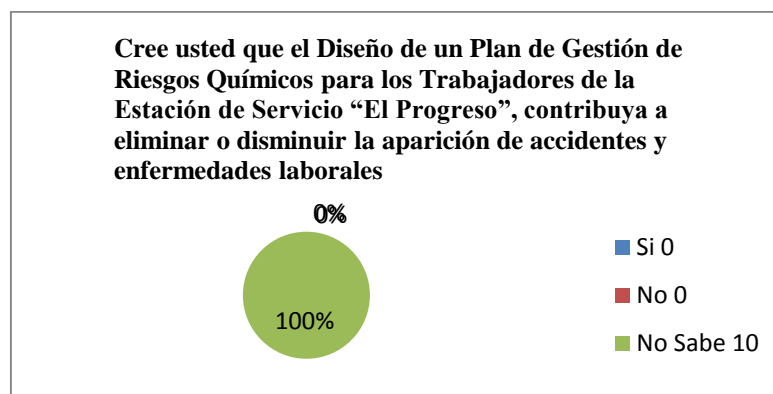 Cree usted que el Diseño de un Plan de Gestión de
Riesgos Químicos para los Trabajadores de la
Estación de Servicio “El Progreso”, contribuya a
eliminar o disminuir la aparición de accidentes y
enfermedades laborales
0%
Si 0
No 0
100%
No Sabe 10